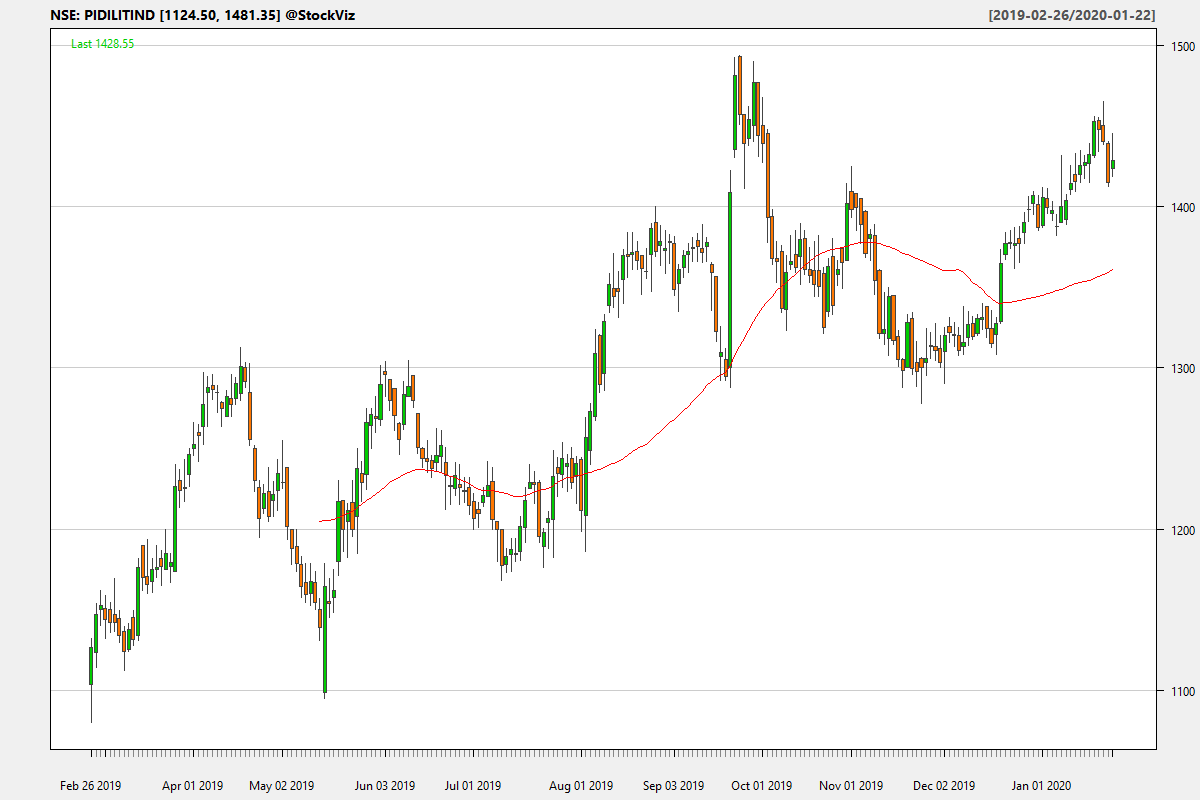 NSE: PIDILITIND [1124.50, 1481.35] @StockViz
[2019-02-26/2020-01-22]
Last 1428.55
1500
1400
1300
1200
1100
Feb 26 2019
Apr 01 2019
May 02 2019
Jun 03 2019
Jul 01 2019
Aug 01 2019
Sep 03 2019
Oct 01 2019
Nov 01 2019
Dec 02 2019
Jan 01 2020